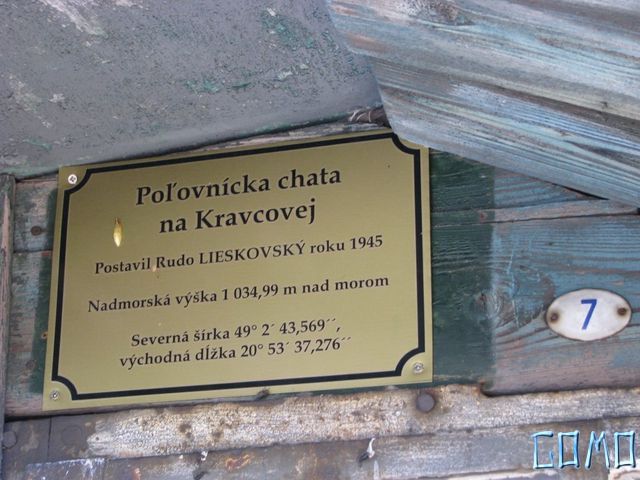 Poľovnícka chata
na Kravcovej
Postavil Rudo LIESKOVSKÝ roku 1945
Nadmorská výška 1 034,99 m nad morom
Severná šírka 49° 2´ 43,569´´,
východná dĺžka 20° 53´ 37,276´´
7
GOMO